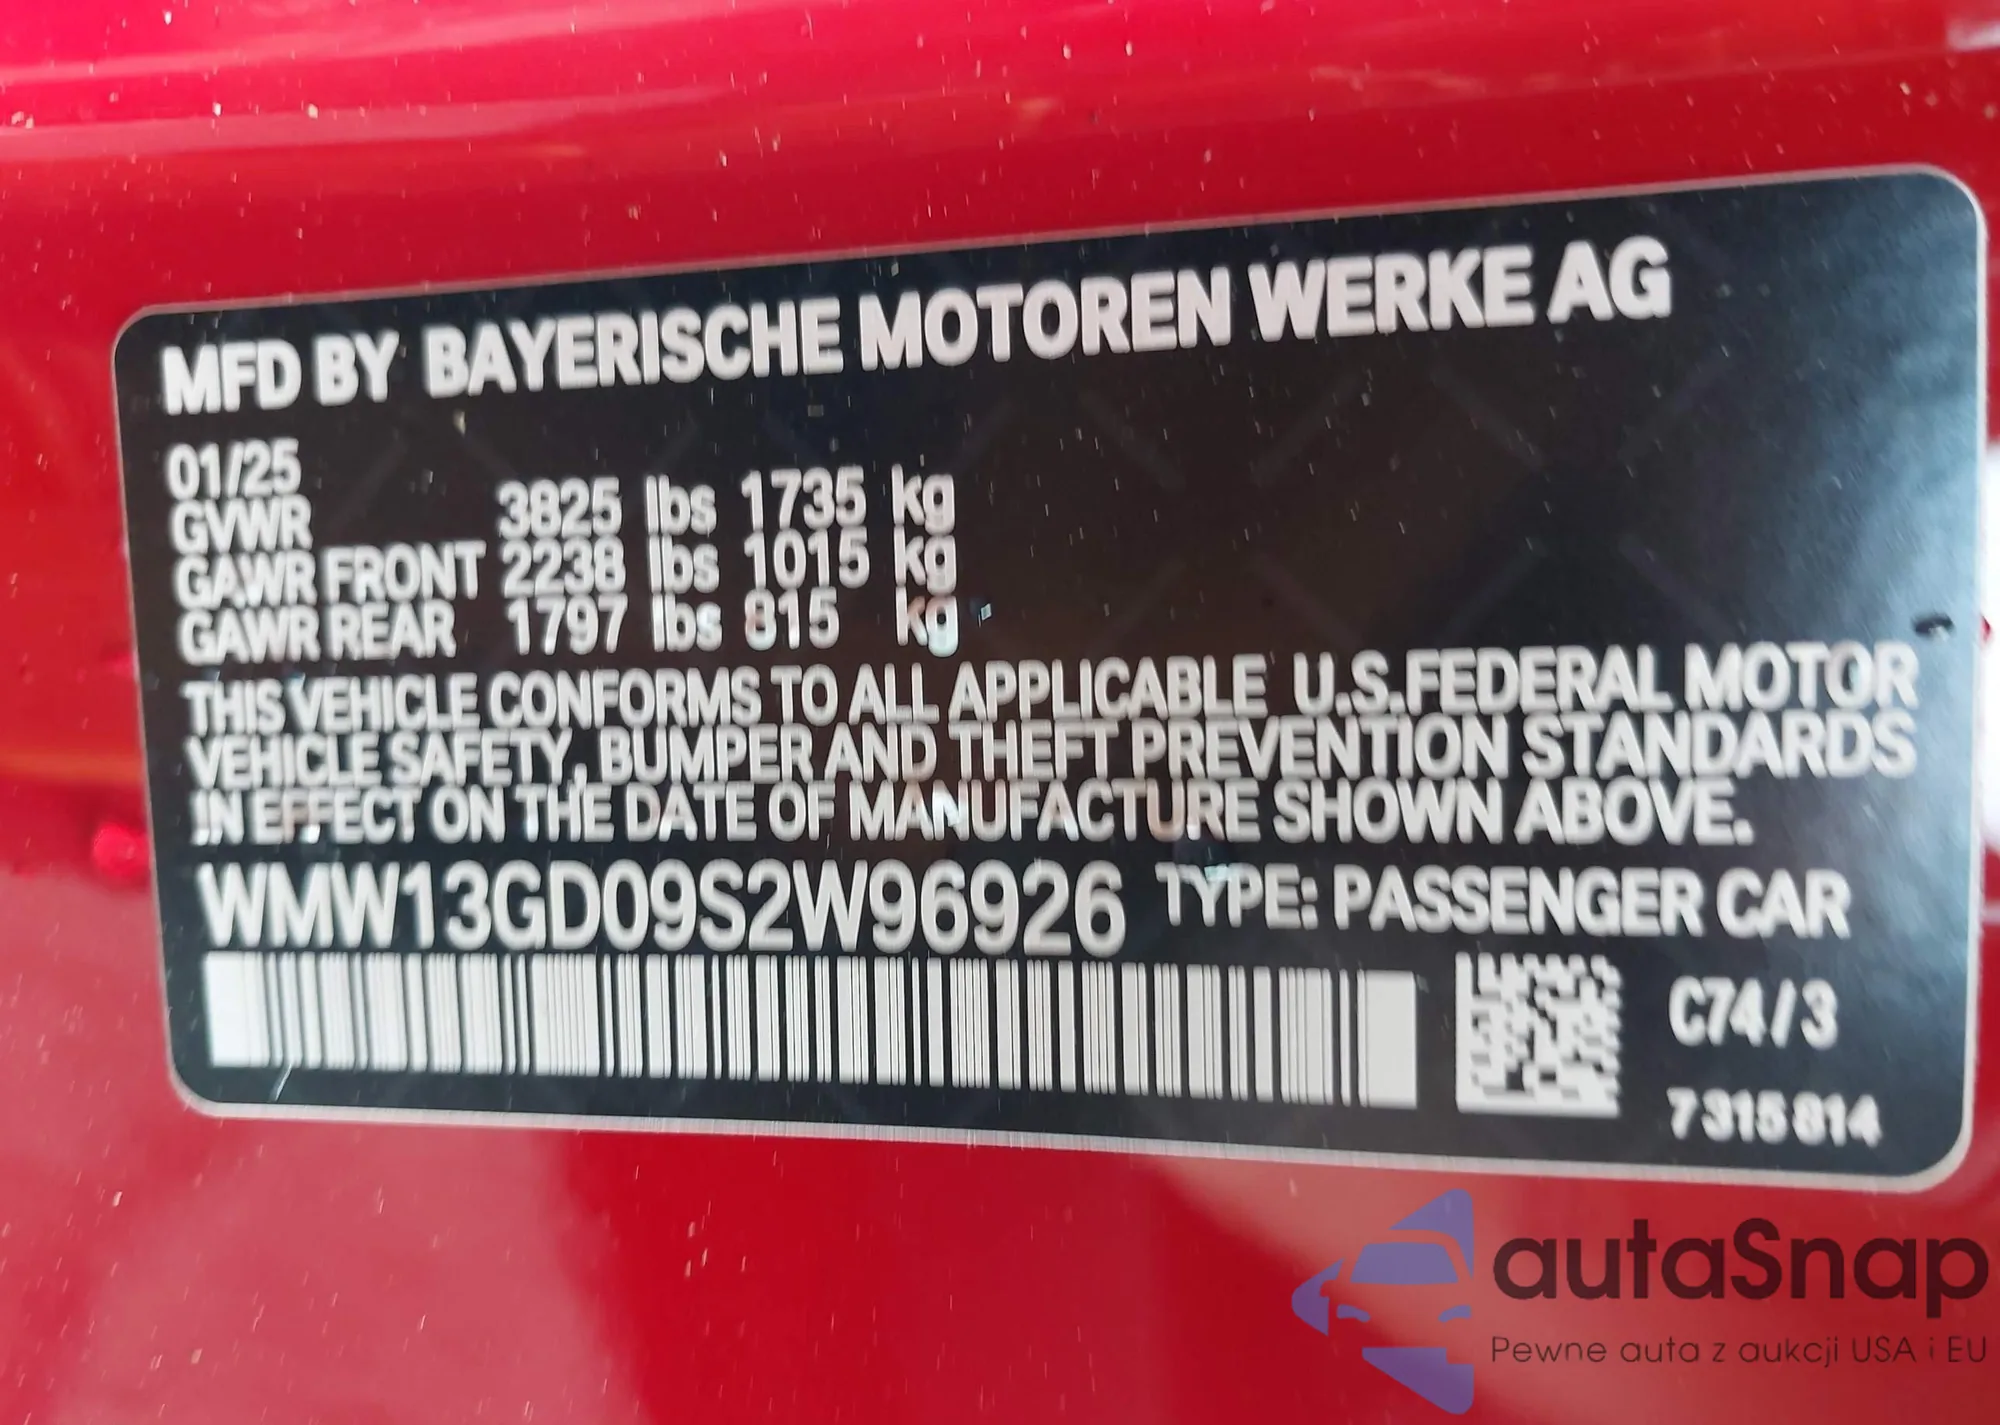 MFD BY BAYERISCHE MOTOREN WERKE AG
01/25
GVWR 3825 lbs 1735 kg
GAWR FRONT 2238 lbs 1015 kg
GAWR REAR 1797 lbs 815 kg
THIS VEHICLE CONFORMS TO ALL APPLICABLE U.S.FEDERAL MOTOR
VEHICLE SAFETY, BUMPER AND THEFT PREVENTION STANDARDS
IN EFFECT ON THE DATE OF MANUFACTURE SHOWN ABOVE.
WMW13GD09S2W96926 TYPE: PASSENGER CAR
C74/3
7 315 814
autaSnap
Pewne auta z aukcji USA i EU